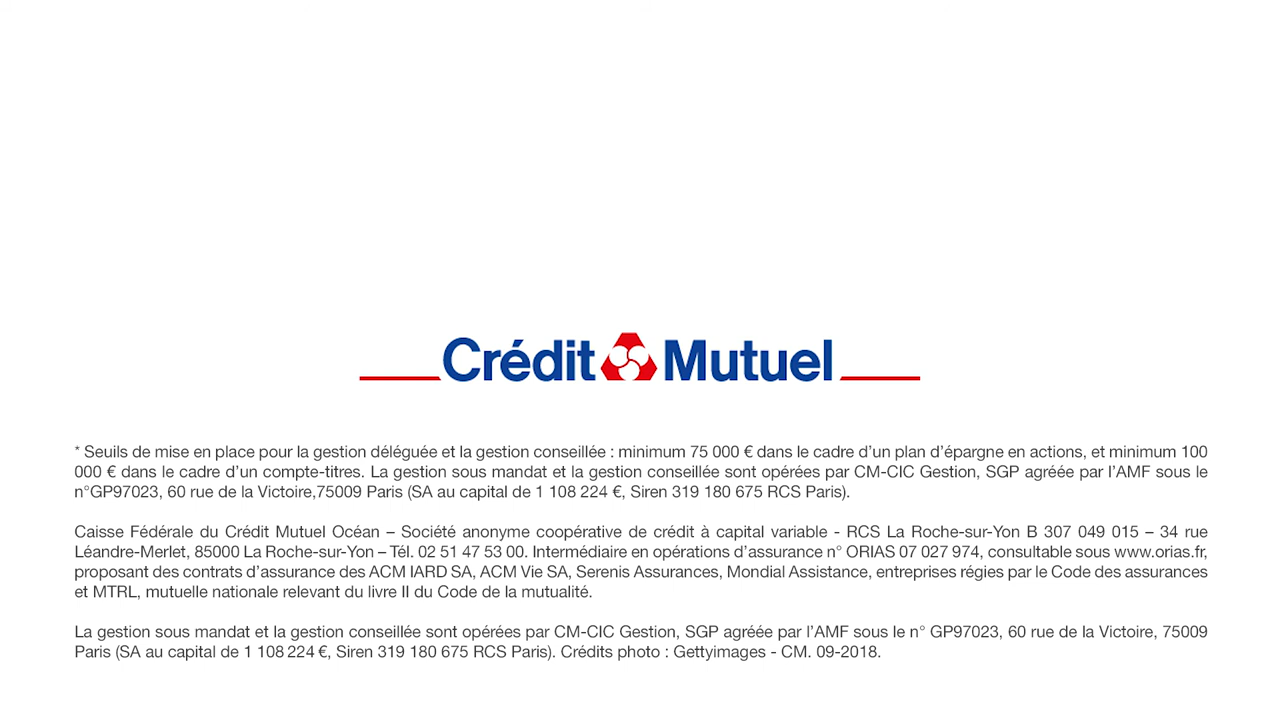 Crédit Mutuel
* Seuils de mise en place pour la gestion déléguée et la gestion conseillée : minimum 75 000 € dans le cadre d’un plan d’épargne en actions, et minimum 100
000 € dans le cadre d’un compte-titres. La gestion sous mandat et la gestion conseillée sont opérées par CM-CIC Gestion, SGP agréée par l’AMF sous le
n°GP97023, 60 rue de la Victoire,75009 Paris (SA au capital de 1 108 224 €, Siren 319 180 675 RCS Paris).
Caisse Fédérale du Crédit Mutuel Océan – Société anonyme coopérative de crédit à capital variable - RCS La Roche-sur-Yon B 307 049 015 – 34 rue
Léandre-Merlet, 85000 La Roche-sur-Yon – Tél. 02 51 47 53 00. Intermédiaire en opérations d’assurance n° ORIAS 07 027 974, consultable sous www.orias.fr,
proposant des contrats d’assurance des ACM IARD SA, ACM Vie SA, Serenis Assurances, Mondial Assistance, entreprises régies par le Code des assurances
et MTRL, mutuelle nationale relevant du livre II du Code de la mutualité.
La gestion sous mandat et la gestion conseillée sont opérées par CM-CIC Gestion, SGP agréée par l’AMF sous le n° GP97023, 60 rue de la Victoire, 75009
Paris (SA au capital de 1 108 224 €, Siren 319 180 675 RCS Paris). Crédits photo : Gettyimages - CM. 09-2018.